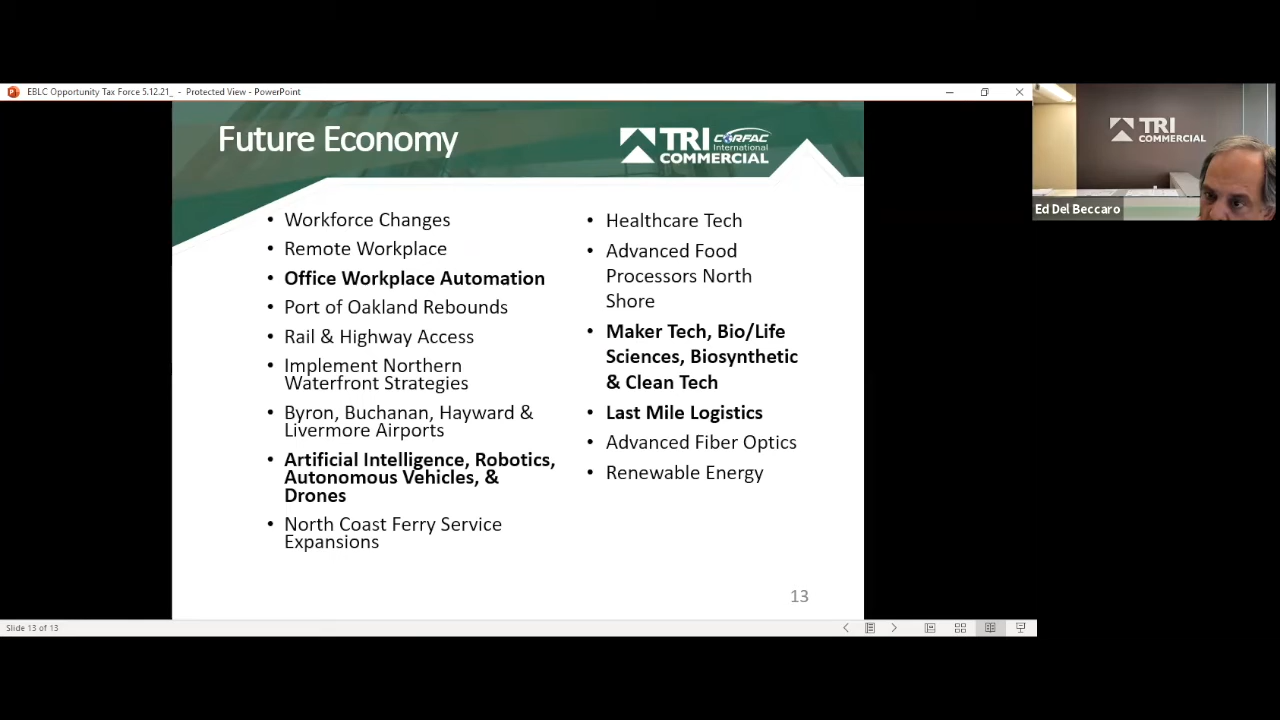 EBLC Opportunity Tax Force 5.12.21_ - Protected View - PowerPoint
Future Economy
TRI
COMMERCIAL
CORFAC
International
• Workforce Changes
• Remote Workplace
• Office Workplace Automation
• Port of Oakland Rebounds
• Rail & Highway Access
• Implement Northern
Waterfront Strategies
• Byron, Buchanan, Hayward &
Livermore Airports
• Artificial Intelligence, Robotics,
Autonomous Vehicles, &
Drones
• North Coast Ferry Service
Expansions
• Healthcare Tech
• Advanced Food
Processors North
Shore
• Maker Tech, Bio/Life
Sciences, Biosynthetic
& Clean Tech
• Last Mile Logistics
• Advanced Fiber Optics
• Renewable Energy
13
Slide 13 of 13
TRI
COMMERCIAL
Ed Del Beccaro